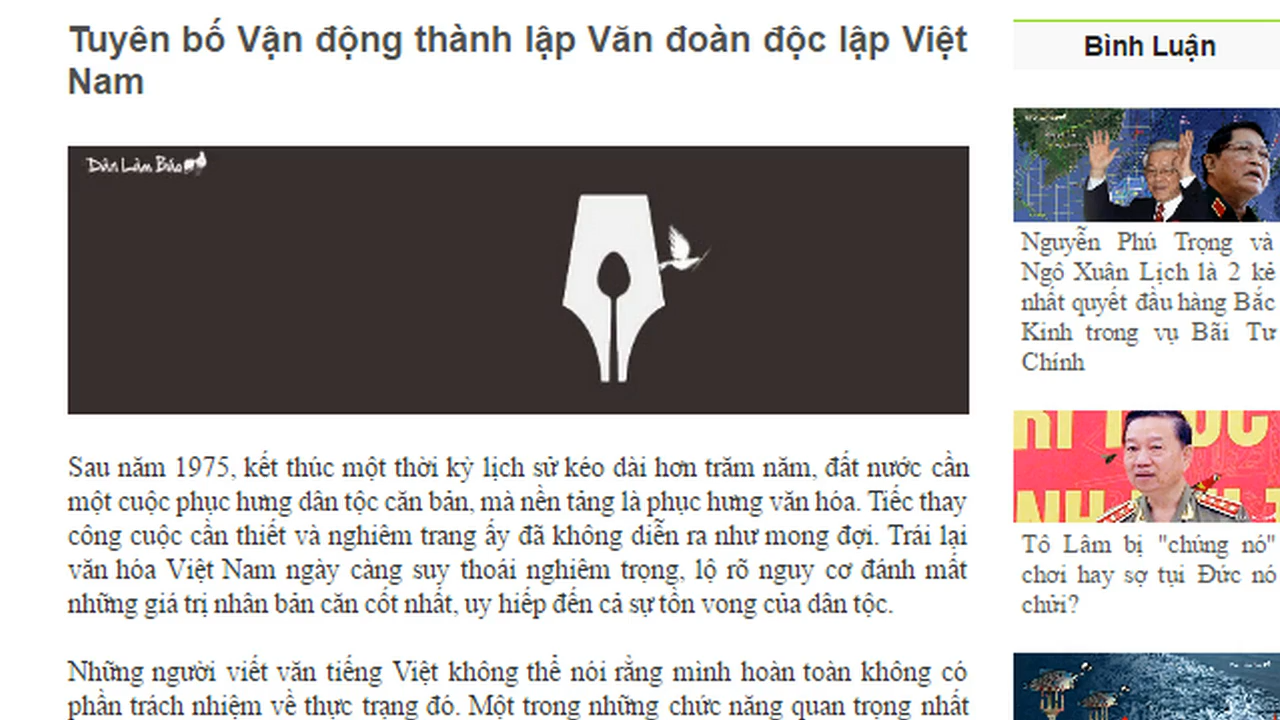 Tuyên bố Vận động thành lập Văn đoàn độc lập Việt
Nam
Dân Làm Báo
Sau năm 1975, kết thúc một thời kỳ lịch sử kéo dài hơn trăm năm, đất nước cần
một cuộc phục hưng dân tộc căn bản, mà nền tảng là phục hưng văn hóa. Tiếc thay
công cuộc cần thiết và nghiêm trang ấy đã không diễn ra như mong đợi. Trái lại
văn hóa Việt Nam ngày càng suy thoái nghiêm trọng, lộ rõ nguy cơ đánh mất
những giá trị nhân bản căn cốt nhất, uy hiếp đến cả sự tồn vong của dân tộc.
Những người viết văn tiếng Việt không thể nói rằng mình hoàn toàn không có
phần trách nhiệm về thực trạng đó. Một trong những chức năng quan trọng nhất
Bình Luận
Nguyễn Phú Trọng và
Ngô Xuân Lịch là 2 kẻ
nhất quyết đầu hàng Bắc
Kinh trong vụ Bãi Tư
Chính
Tô Lâm bị "chúng nó"
chơi hay sợ tụi Đức nó
chửi?